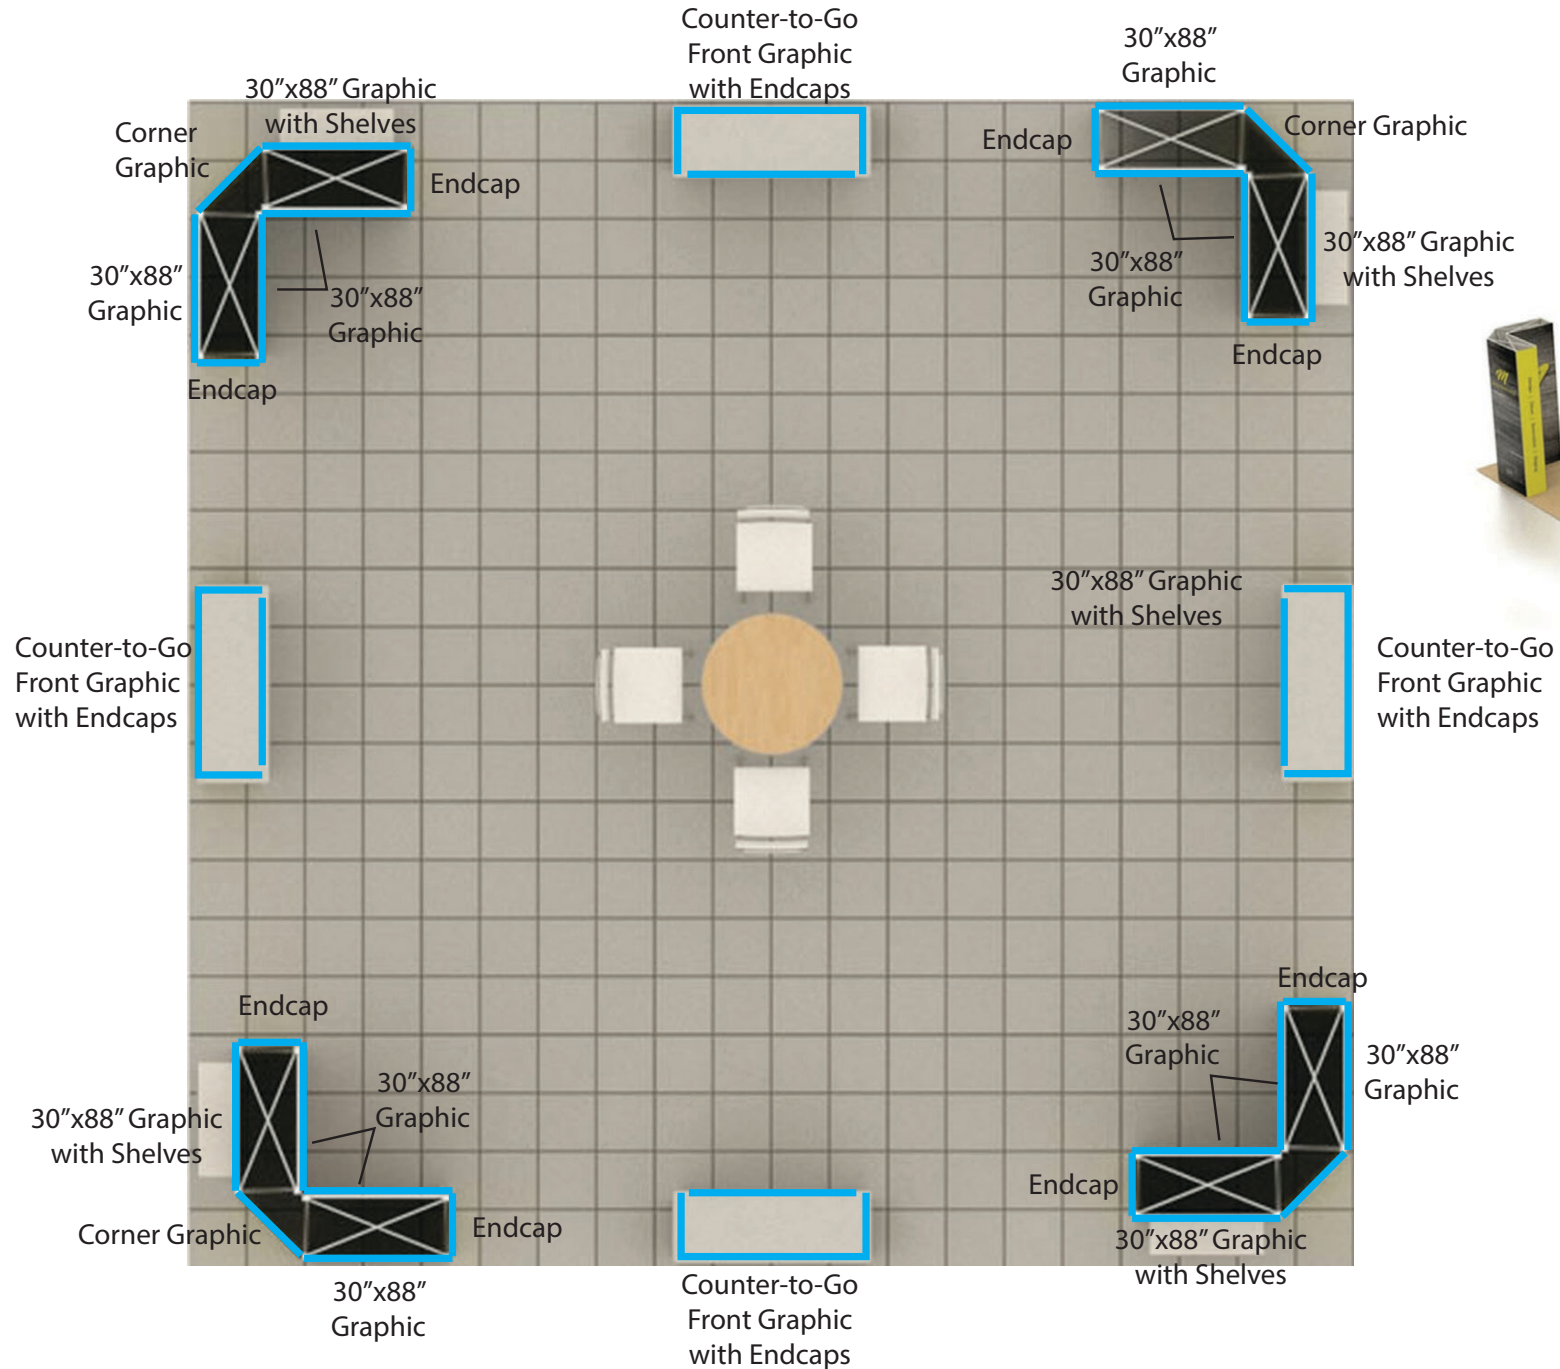 Counter-to-Go
Front Graphic
with Endcaps
30”x88”
Graphic
30”x88” Graphic
with Shelves
Corner
Graphic
Endcap
30”x88”
Graphic
30”x88”
Graphic
Endcap
Endcap
Corner Graphic
30”x88”
Graphic
30”x88” Graphic
with Shelves
Endcap
30”x88” Graphic
with Shelves
Counter-to-Go
Front Graphic
with Endcaps
Counter-to-Go
Front Graphic
with Endcaps
Endcap
30”x88”
Graphic
30”x88” Graphic
with Shelves
Corner Graphic
Endcap
30”x88”
Graphic
Endcap
30”x88”
Graphic
30”x88”
Graphic
Endcap
30”x88” Graphic
with Shelves
Counter-to-Go
Front Graphic
with Endcaps